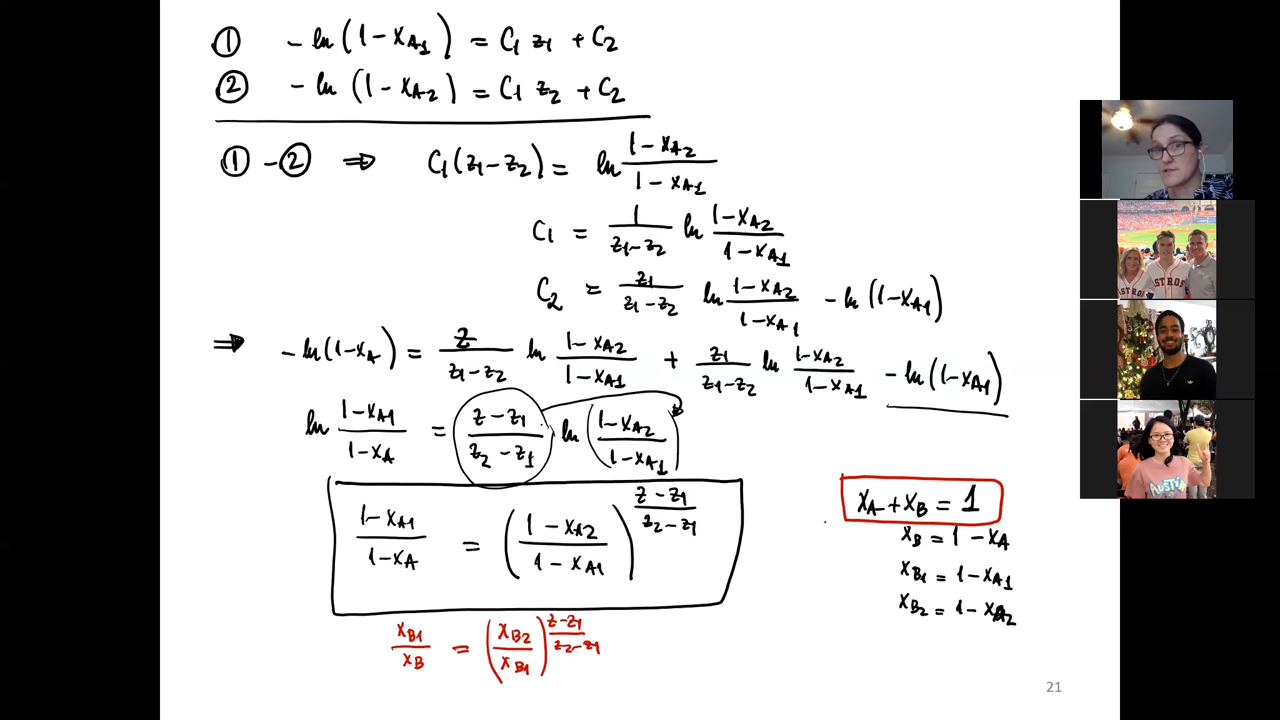 ① -ln(1-x_A1) = C1 z1 + C2
② -ln(1-x_A2) = C1 z2 + C2
① - ② ⇒ C1(z1-z2) = ln (1-x_A2)/(1-x_A1)
C1 = 1/(z1-z2) ln (1-x_A2)/(1-x_A1)
C2 = z1/(z1-z2) ln (1-x_A2)/(1-x_A1) - ln(1-x_A1)
⇒ -ln(1-x_A) = z/(z1-z2) ln (1-x_A2)/(1-x_A1) + z1/(z1-z2) ln (1-x_A2)/(1-x_A1) - ln(1-x_A1)
ln (1-x_A1)/(1-x_A) = (z-z1)/(z2-z1) ln((1-x_A2)/(1-x_A1))
(1-x_A1)/(1-x_A) = ((1-x_A2)/(1-x_A1))^((z-z1)/(z2-z1))
x_B1/x_B = (x_B2/x_B1)^((z-z1)/(z2-z1))
x_A + x_B = 1
x_B = 1-x_A
x_B1 = 1-x_A1
x_B2 = 1-x_A2
21
STROS
ASTROS
AUSTIN